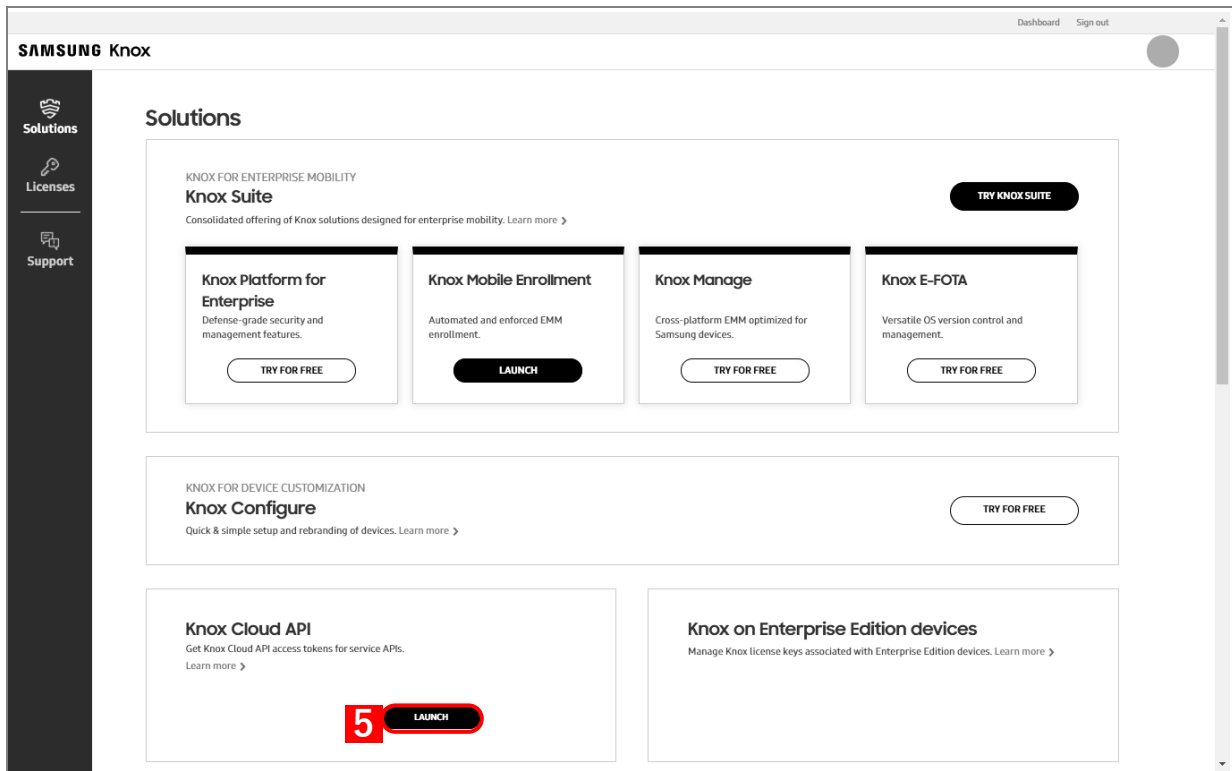 Dashboard Sign out
SAMSUNG Knox
Solutions
Licenses
Support
Solutions
KNOX FOR ENTERPRISE MOBILITY
Knox Suite
Consolidated offering of Knox solutions designed for enterprise mobility. Learn more >
TRY KNOX SUITE
Knox Platform for
Enterprise
Defense-grade security and
management features.
TRY FOR FREE
Knox Mobile Enrollment
Automated and enforced EMM
enrollment.
LAUNCH
Knox Manage
Cross-platform EMM optimized for
Samsung devices.
TRY FOR FREE
Knox E-FOTA
Versatile OS version control and
management.
TRY FOR FREE
KNOX FOR DEVICE CUSTOMIZATION
Knox Configure
Quick & simple setup and rebranding of devices. Learn more >
TRY FOR FREE
Knox Cloud API
Get Knox Cloud API access tokens for service APIs.
Learn more >
5
LAUNCH
Knox on Enterprise Edition devices
Manage Knox license keys associated with Enterprise Edition devices. Learn more >